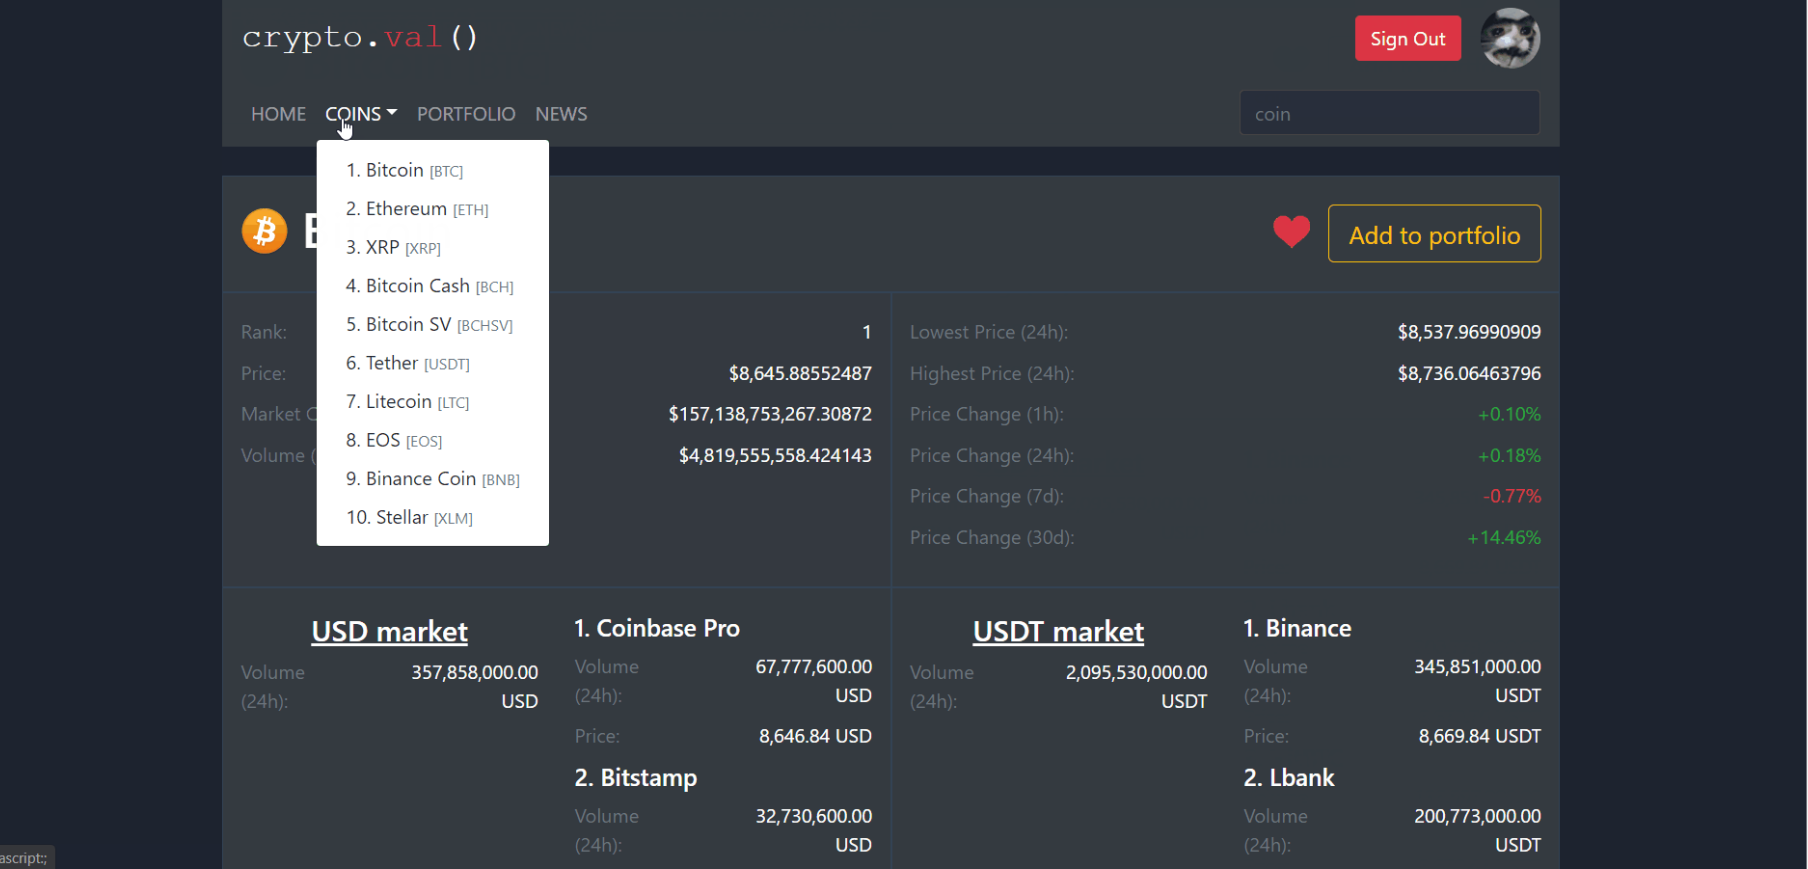 crypto.val()
Sign Out
HOME COINS PORTFOLIO NEWS
coin
1. Bitcoin [BTC]
2. Ethereum [ETH]
3. XRP [XRP]
4. Bitcoin Cash [BCH]
5. Bitcoin SV [BCHSV]
6. Tether [USDT]
7. Litecoin [LTC]
8. EOS [EOS]
9. Binance Coin [BNB]
10. Stellar [XLM]
Add to portfolio
Rank: 1
Price: $8,645.88552487
Market $157,138,753,267.30872
Volume $4,819,555,558.424143
Lowest Price (24h): $8,537.96990909
Highest Price (24h): $8,736.06463796
Price Change (1h): +0.10%
Price Change (24h): +0.18%
Price Change (7d): -0.77%
Price Change (30d): +14.46%
USD market
Volume 357,858,000.00
(24h): USD
1. Coinbase Pro
Volume 67,777,600.00
(24h): USD
Price: 8,646.84 USD
2. Bitstamp
Volume 32,730,600.00
(24h): USD
USDT market
Volume 2,095,530,000.00
(24h): USDT
1. Binance
Volume 345,851,000.00
(24h): USDT
Price: 8,669.84 USDT
2. Lbank
Volume 200,773,000.00
(24h): USDT
ascript:;